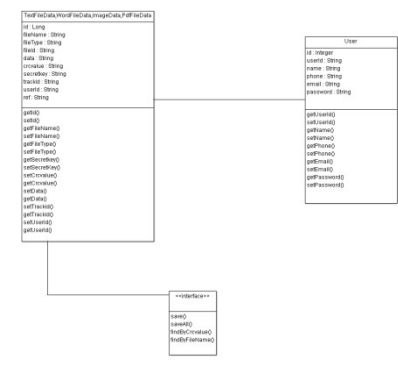 TextFileData,WordFileData,ImageData,PdfFileData
id : Long
fileName : String
fileType : String
fileId : String
data : String
crcvalue : String
secretkey : String
trackid : String
userId : String
ref : String
getId()
setId()
getFileName()
setFileName()
getFileType()
setFileType()
getSecretKey()
setSecretKey()
setCrcvalue()
getCrcvalue()
setData()
getData()
setTrackId()
getTrackId()
setUserId()
getUserId()
User
id : Integer
userId : String
name : String
phone : String
email : String
password : String
getUserId()
setUserId()
getName()
setName()
getPhone()
setPhone()
getEmail()
setEmail()
getPassword()
setPassword()
<<interface>>
save()
saveAll()
findByCrcvalue()
findByFileName()